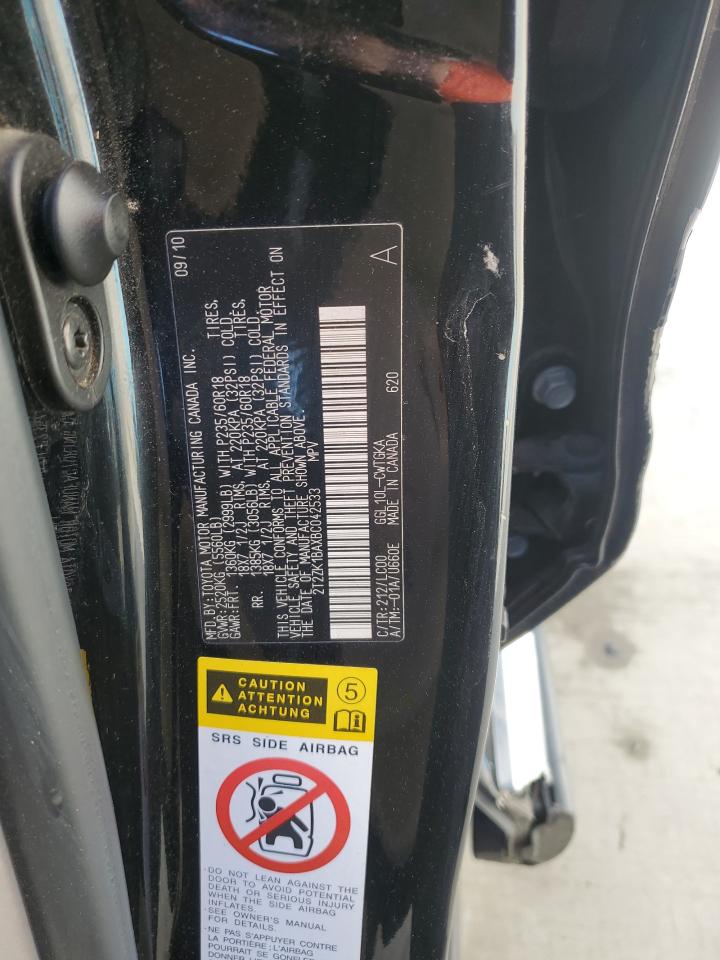 MFD.BY:TOYOTA MOTOR MANUFACTURING CANADA INC. 09/10
GVWR:2520KG (5560LB)
GAWR:FRT. 1360KG (2999LB) WITH P235/60R18 TIRES.
18X7 1/2J RIMS, AT 220KPA (32PSI) COLD
RR. 1385KG (3056LB) WITH P235/60R18 TIRES.
18X7 1/2J RIMS, AT 220KPA (32PSI) COLD
THIS VEHICLE CONFORMS TO ALL APPLICABLE FEDERAL MOTOR
VEHICLE SAFETY AND THEFT PREVENTION STANDARDS IN EFFECT ON
THE DATE OF MANUFACTURE SHOWN ABOVE.
2T2ZK1BAXBC042533 MPV
C/TR:212/LC00 GGL10L-CWTGKA 620 A
A/TM:-01A/U660E MADE IN CANADA
CAUTION
ATTENTION
ACHTUNG
5
i
SRS SIDE AIRBAG
·DO NOT LEAN AGAINST THE
DOOR TO AVOID POTENTIAL
DEATH OR SERIOUS INJURY
WHEN THE SIDE AIRBAG
INFLATES.
·SEE OWNER'S MANUAL
FOR DETAILS.
·NE PAS S'APPUYER CONTRE
LA PORTIÈRE; L'AIRBAG
POURRAIT SE GONFLER